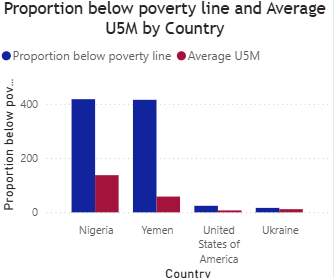 Proportion below poverty line and Average
U5M by Country
Proportion below poverty line Average U5M
Proportion below pov...
400
200
0
Nigeria
Yemen
United
States of
America
Ukraine
Country